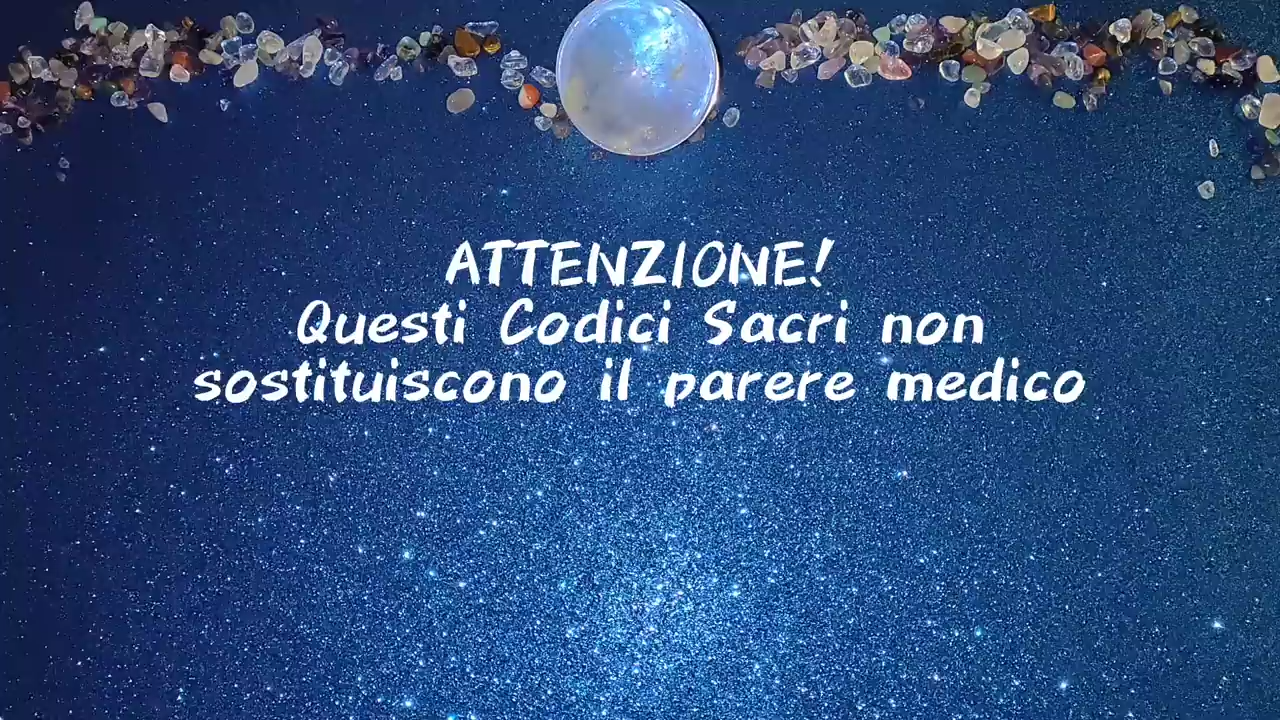 ATTENZIONE!
Questi Codici Sacri non
sostituiscono il parere medico